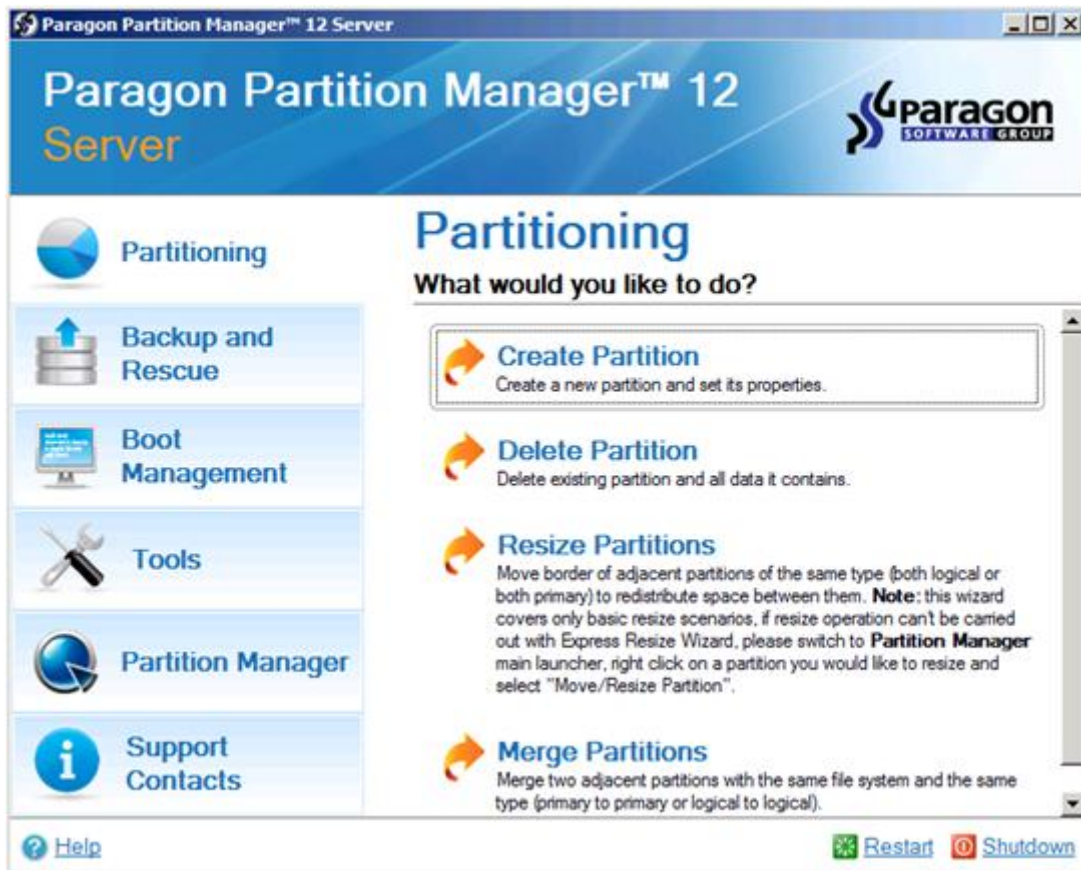 Paragon Partition Manager™ 12 Server
Paragon Partition Manager™ 12
Server
Paragon
SOFTWARE GROUP
Partitioning
Backup and
Rescue
Boot
Management
Tools
Partition Manager
Support
Contacts
Partitioning
What would you like to do?
Create Partition
Create a new partition and set its properties.
Delete Partition
Delete existing partition and all data it contains.
Resize Partitions
Move border of adjacent partitions of the same type (both logical or
both primary) to redistribute space between them. Note: this wizard
covers only basic resize scenarios, if resize operation can't be carried
out with Express Resize Wizard, please switch to Partition Manager
main launcher, right click on a partition you would like to resize and
select "Move/Resize Partition".
Merge Partitions
Merge two adjacent partitions with the same file system and the same
type (primary to primary or logical to logical).
Help
Restart
Shutdown